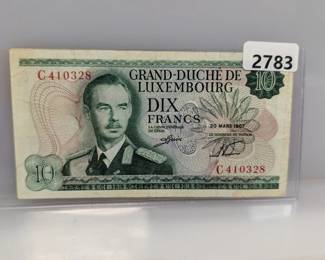 2783
C410328
GRAND-DUCHÉ DE
LUXEMBOURG
10
DIX
FRANCS
20 MARS 1967
C410328
10